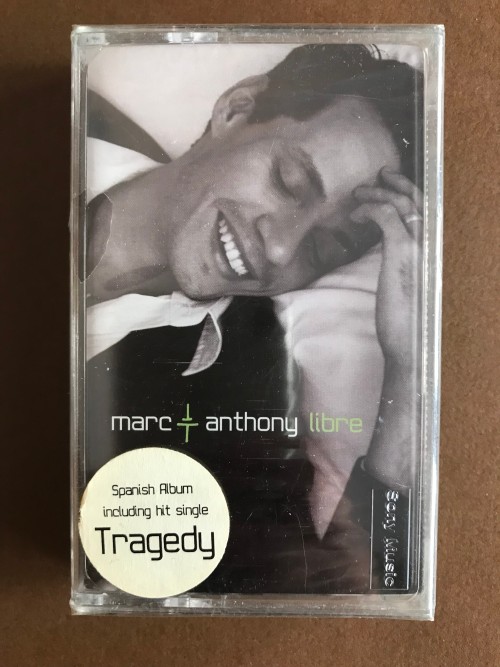 marc anthony libre
Spanish Album
including hit single
Tragedy
Sony Music